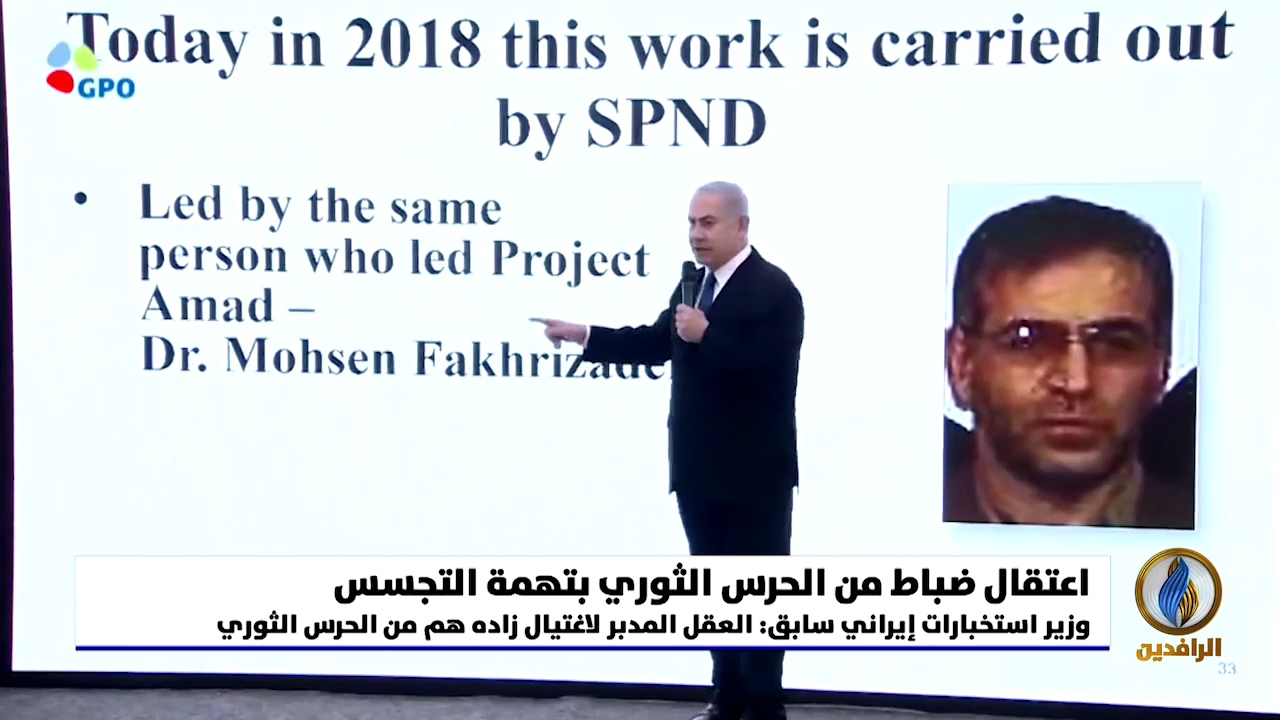 Today in 2018 this work is carried out
by SPND
GPO
• Led by the same
person who led Project
Amad –
Dr. Mohsen Fakhrizade
اعتقال ضباط من الحرس الثوري بتهمة التجسس
وزير استخبارات إيراني سابق: العقل المدبر لاغتيال زاده هم من الحرس الثوري
الرافدين
33